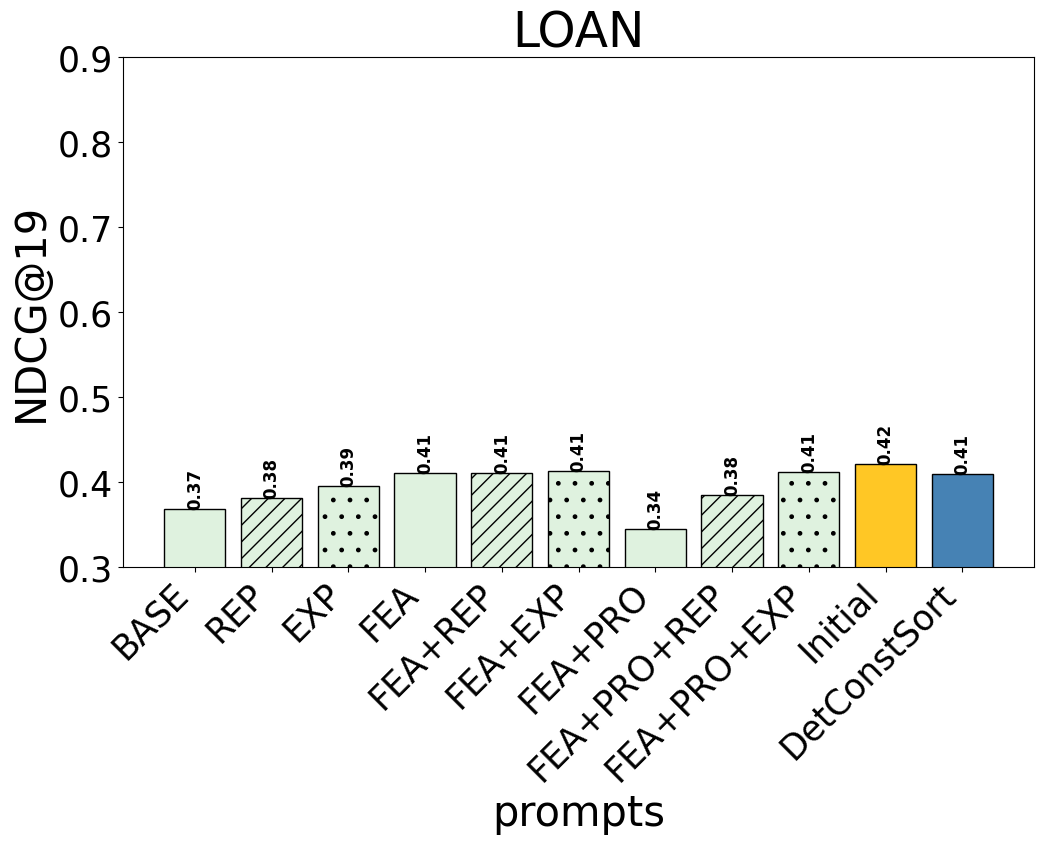 LOAN
NDCG@19
0.9
0.8
0.7
0.6
0.5
0.4
0.3
0.37
0.38
0.39
0.41
0.41
0.41
0.34
0.38
0.41
0.42
0.41
BASE
REP
EXP
FEA
FEA+REP
FEA+EXP
FEA+PRO
FEA+PRO+REP
FEA+PRO+EXP
Initial
DetConstSort
prompts